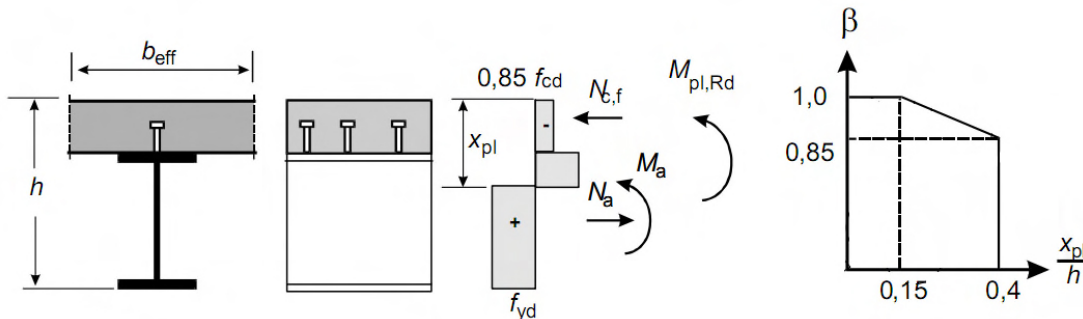 b_eff
h
0,85 f_cd
x_pl
-
+
f_yd
N_c,f
N_a
M_a
M_pl,Rd
β
1,0
0,85
0,15
0,4
x_pl
h